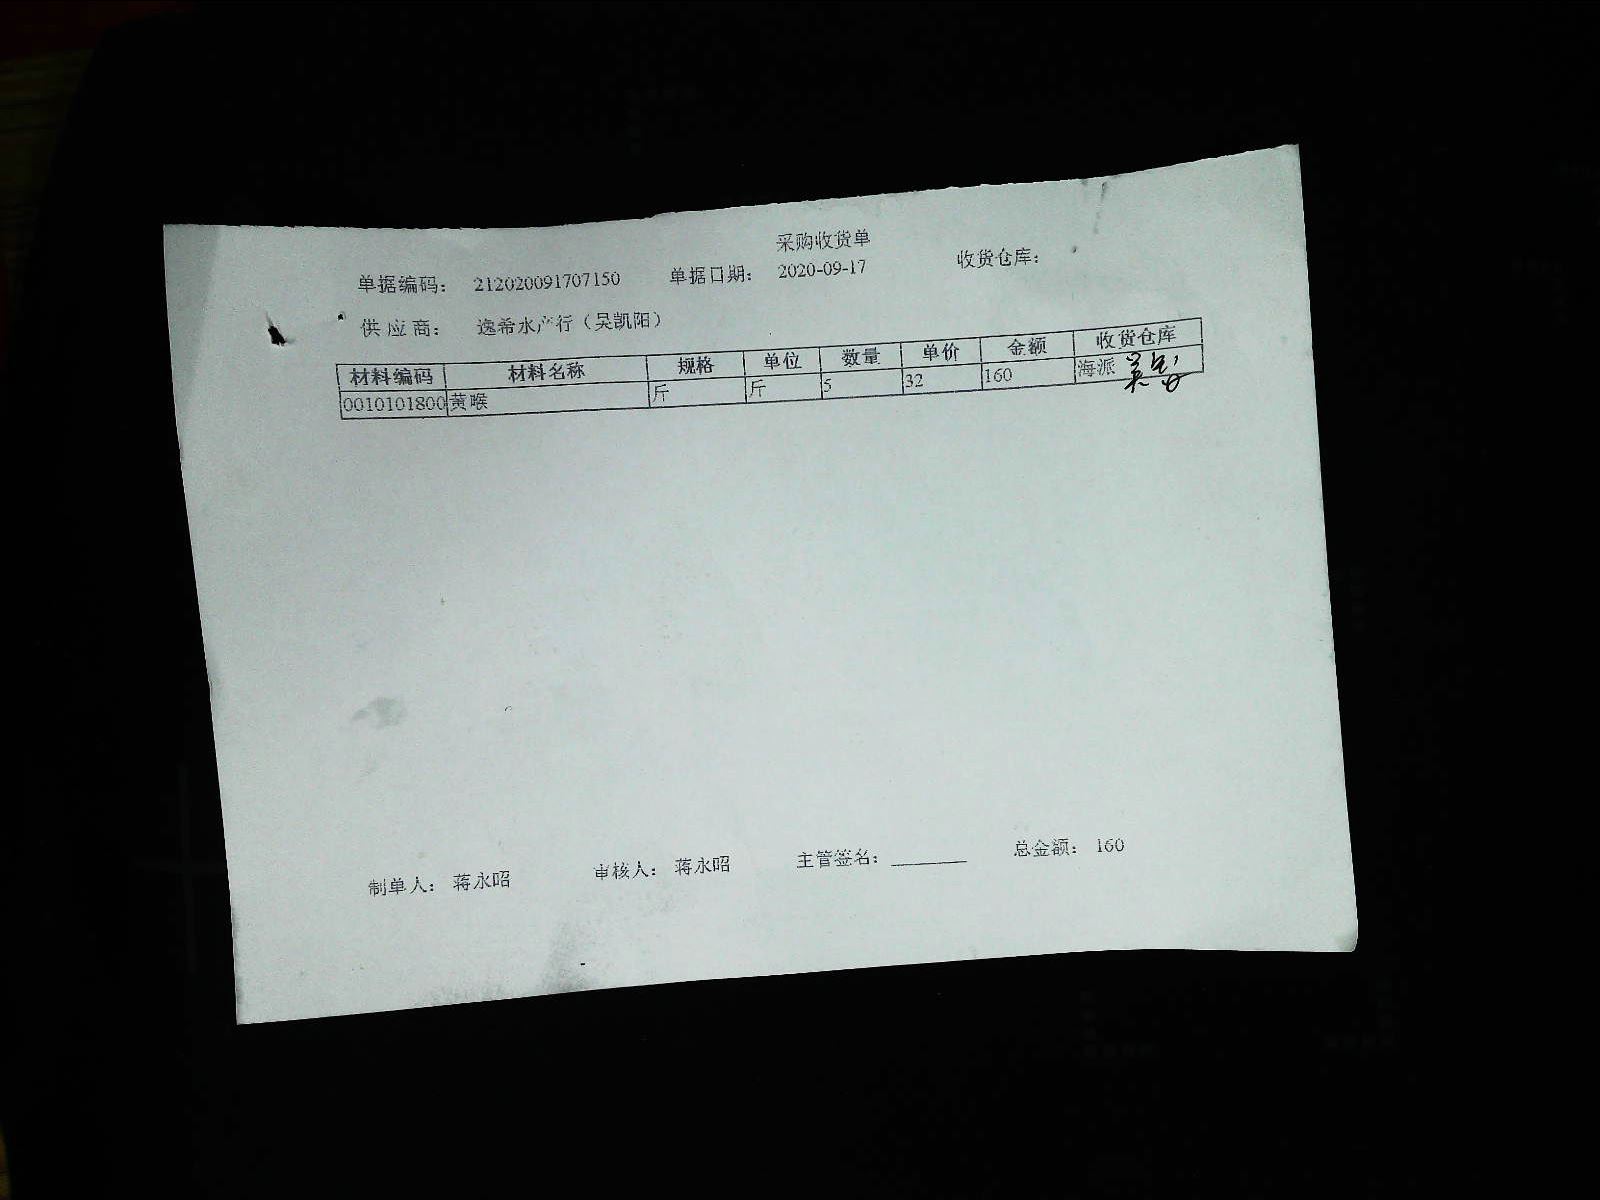 采购收货单
单据编码: 212020091707150 单据日期: 2020-09-17 收货仓库:
供应商: 逸希水产行（吴凯阳）
材料编码 材料名称 规格 单位 数量 单价 金额 收货仓库
0010101800 黄喉 斤 斤 5 32 160 海派
制单人: 蒋永昭 审核人: 蒋永昭 主管签名: 总金额: 160